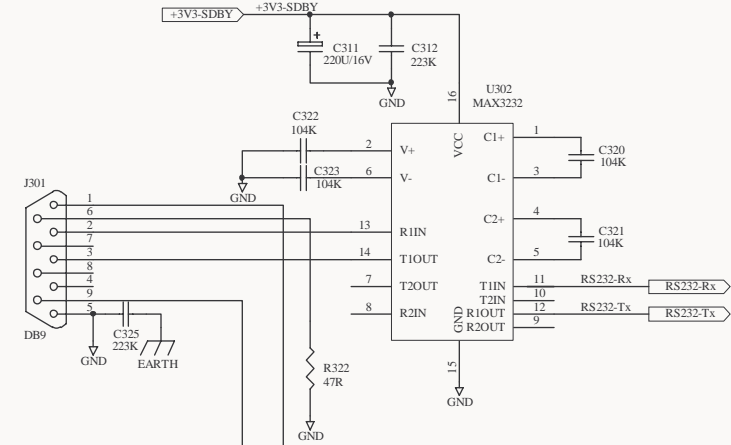 +3V3-SDBY
+3V3-SDBY
+
C311
220U/16V
C312
223K
GND
U302
MAX3232
16
VCC
C322
104K
2
V+
C1+
1
C320
104K
C323
104K
6
V-
C1-
3
GND
J301
1
6
2
7
3
8
4
9
5
DB9
13
R1IN
14
T1OUT
7
T2OUT
8
R2IN
C2+
4
C321
104K
C2-
5
T1IN
11
RS232-Rx
RS232-Rx
T2IN
10
R1OUT
12
RS232-Tx
RS232-Tx
R2OUT
9
GND
15
GND
C325
223K
GND
EARTH
R322
47R
GND